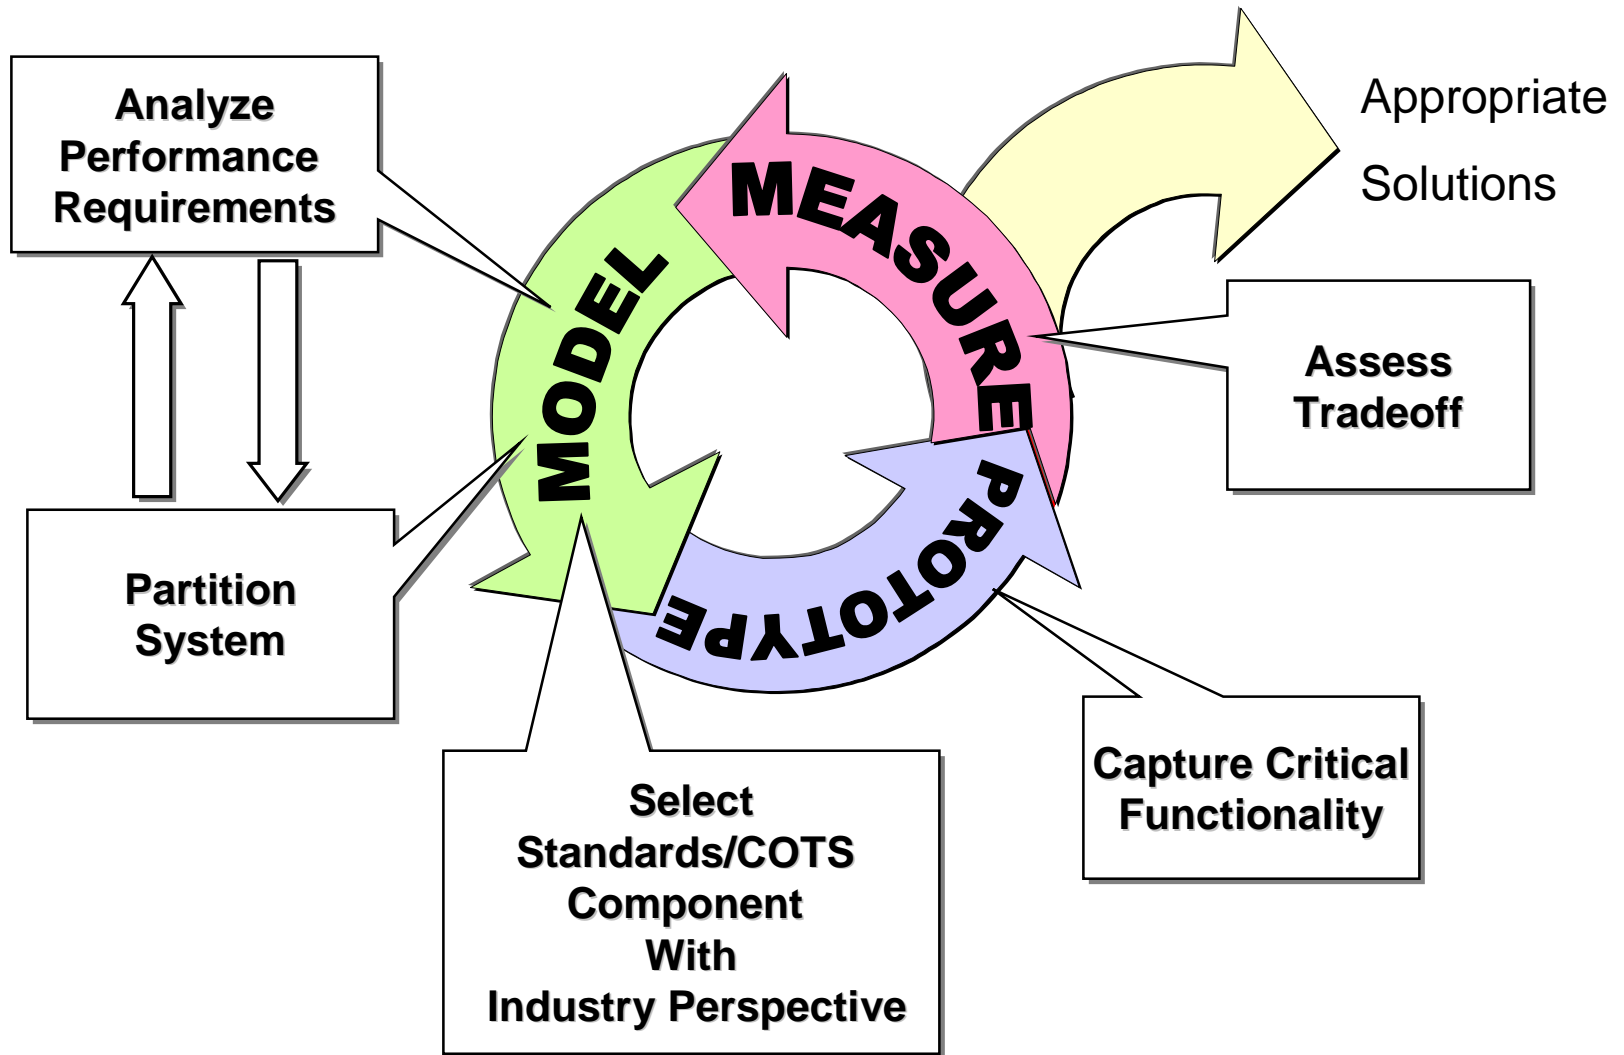 Analyze
Performance
Requirements
MEASURE
Appropriate
Solutions
MODEL
Assess
Tradeoff
PROTOTYPE
Partition
System
Select
Standards/COTS
Component
With
Industry Perspective
Capture Critical
Functionality